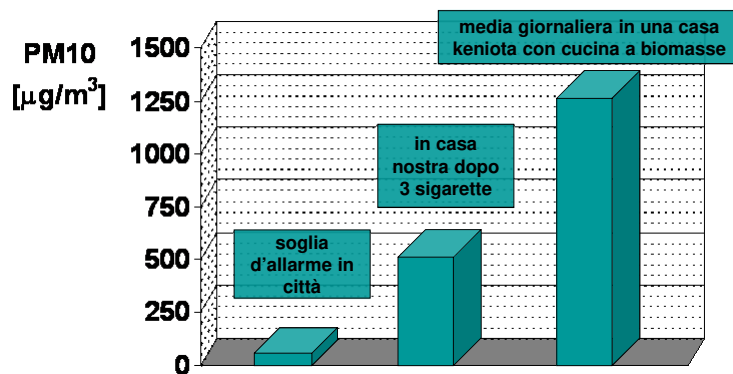 PM10
[μg/m³]
1500
1250
1000
750
500
250
0
media giornaliera in una casa
keniota con cucina a biomasse
in casa
nostra dopo
3 sigarette
soglia
d'allarme in
città